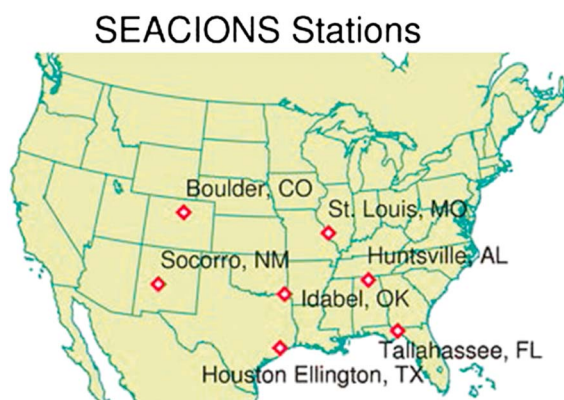 SEACIONS Stations
Boulder, CO
St. Louis, MO
Socorro, NM
Huntsville, AL
Idabel, OK
Tallahassee, FL
Houston Ellington, TX